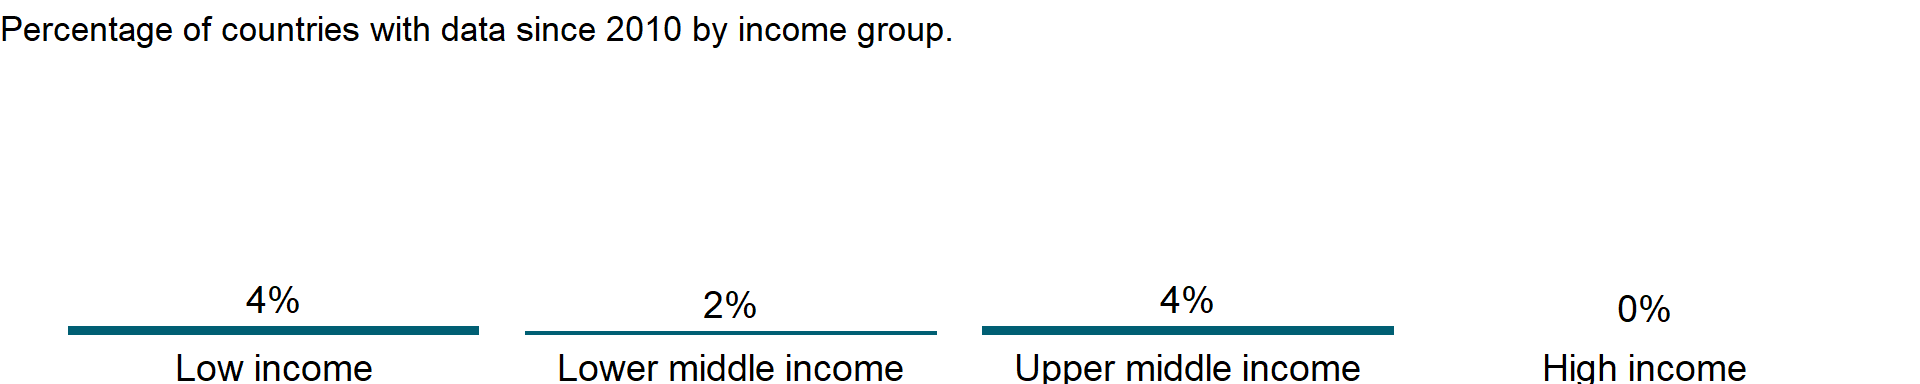 Percentage of countries with data since 2010 by income group.
4%
2%
4%
0%
Low income
Lower middle income
Upper middle income
High income